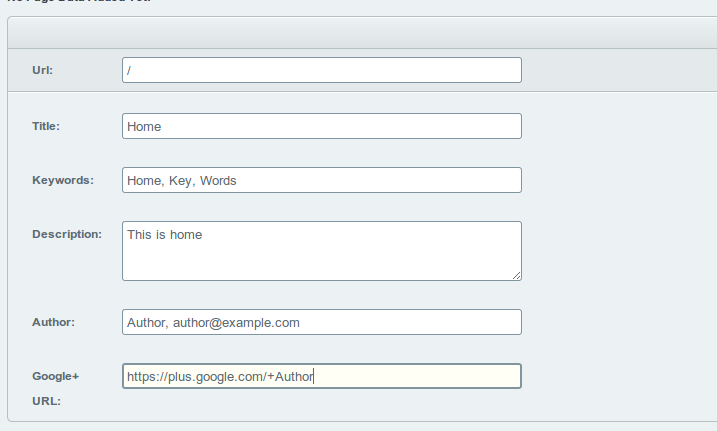 Url: /
Title: Home
Keywords: Home, Key, Words
Description: This is home
Author: Author, author@example.com
Google+ https://plus.google.com/+Author
URL: